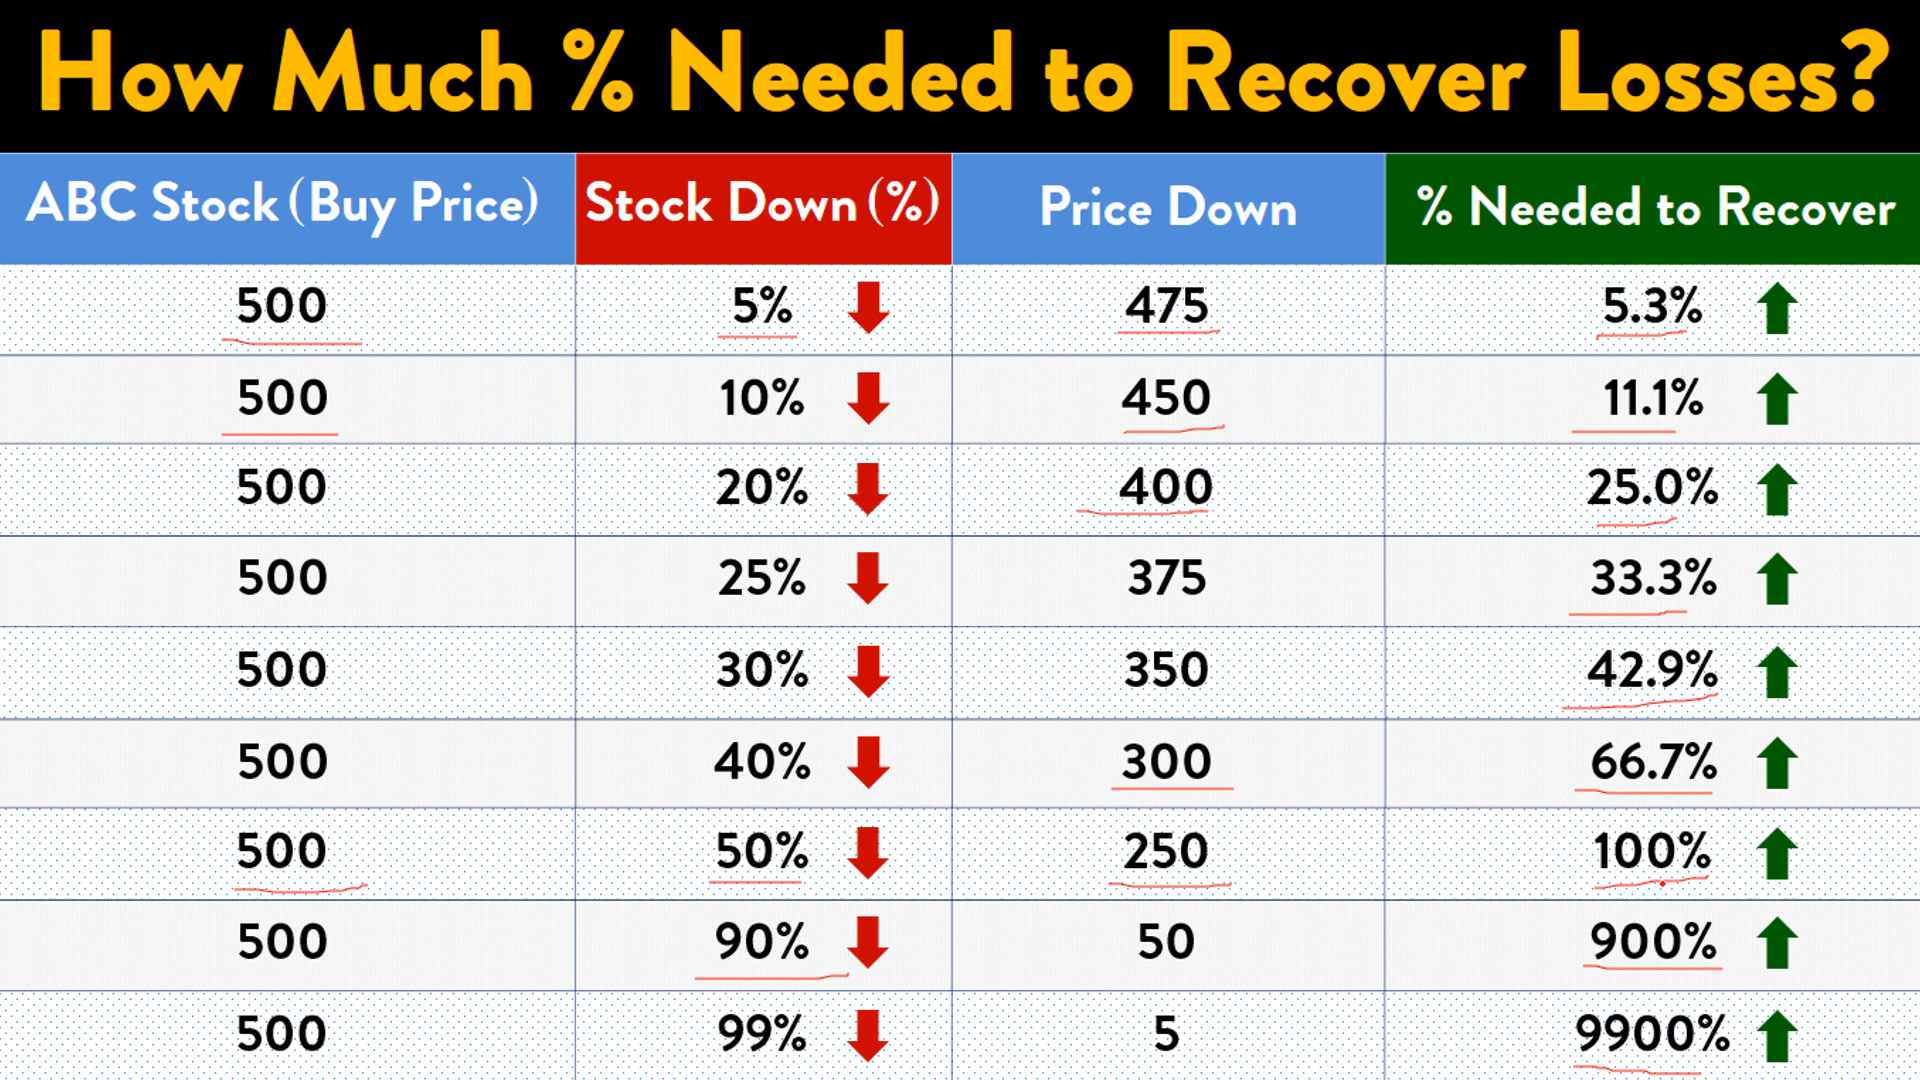 How Much % Needed to Recover Losses?
ABC Stock (Buy Price) Stock Down (%) Price Down % Needed to Recover
500 5% 475 5.3%
500 10% 450 11.1%
500 20% 400 25.0%
500 25% 375 33.3%
500 30% 350 42.9%
500 40% 300 66.7%
500 50% 250 100%
500 90% 50 900%
500 99% 5 9900%